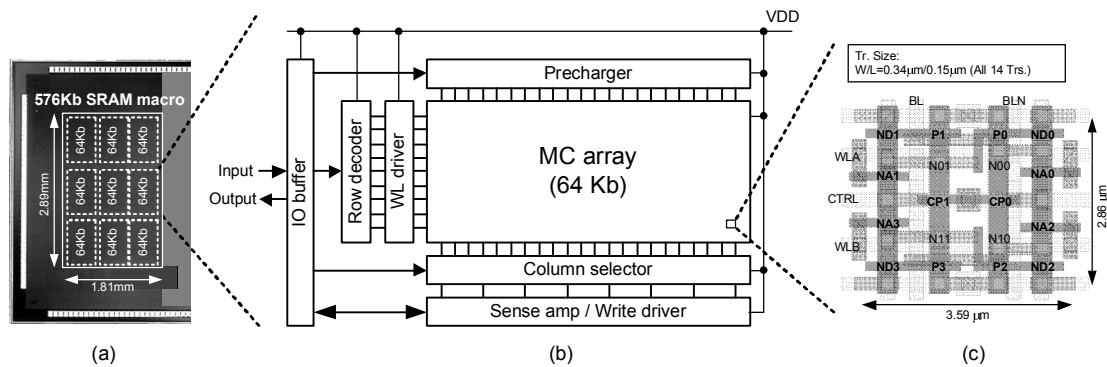 576Kb SRAM macro
64Kb 64Kb 64Kb
64Kb 64Kb 64Kb
64Kb 64Kb 64Kb
2.89mm
1.81mm
(a)
VDD
Precharger
Input
Output
IO buffer
Row decoder
WL driver
MC array
(64 Kb)
Column selector
Sense amp / Write driver
(b)
Tr. Size:
W/L=0.34µm/0.15µm (All 14 Trs.)
BL BLN
ND1 P1 P0 ND0
WLA N01 N00
NA1 NA0
CTRL CP1 CP0
NA3 NA2
WLB N11 N10
ND3 P3 P2 ND2
2.86 µm
3.59 µm
(c)